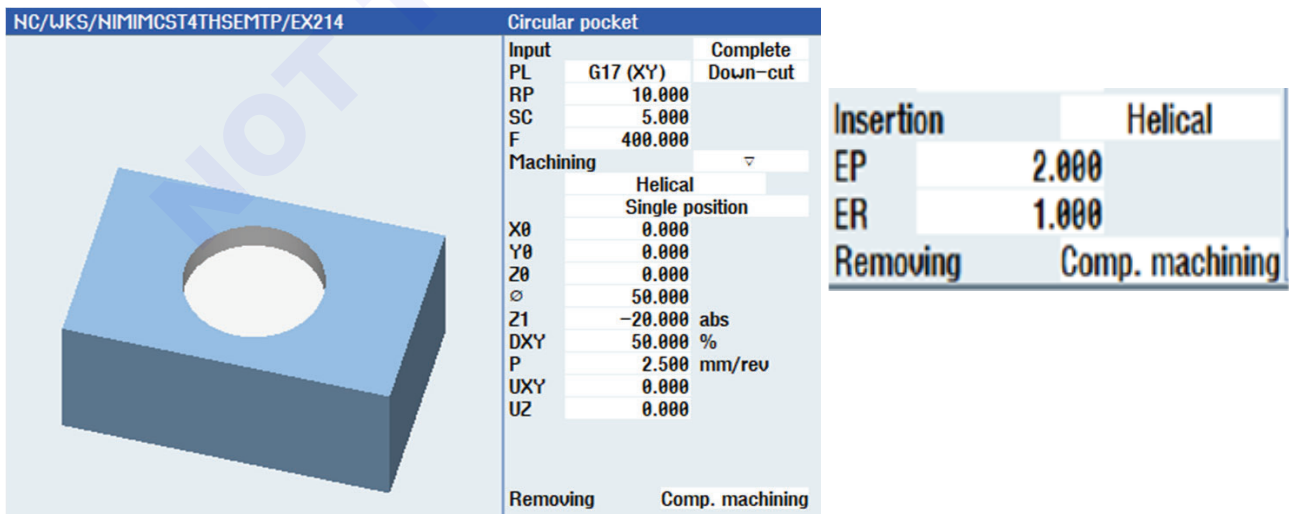 NC/WKS/NIMIMCST4THSEMTP/EX214
Circular pocket
Input Complete
PL G17 (XY) Down-cut
RP 10.000
SC 5.000
F 400.000
Machining ▽
Helical
Single position
X0 0.000
Y0 0.000
Z0 0.000
⌀ 50.000
Z1 -20.000 abs
DXY 50.000 %
P 2.500 mm/rev
UXY 0.000
UZ 0.000
Removing Comp. machining
Insertion Helical
EP 2.000
ER 1.000
Removing Comp. machining
NOT